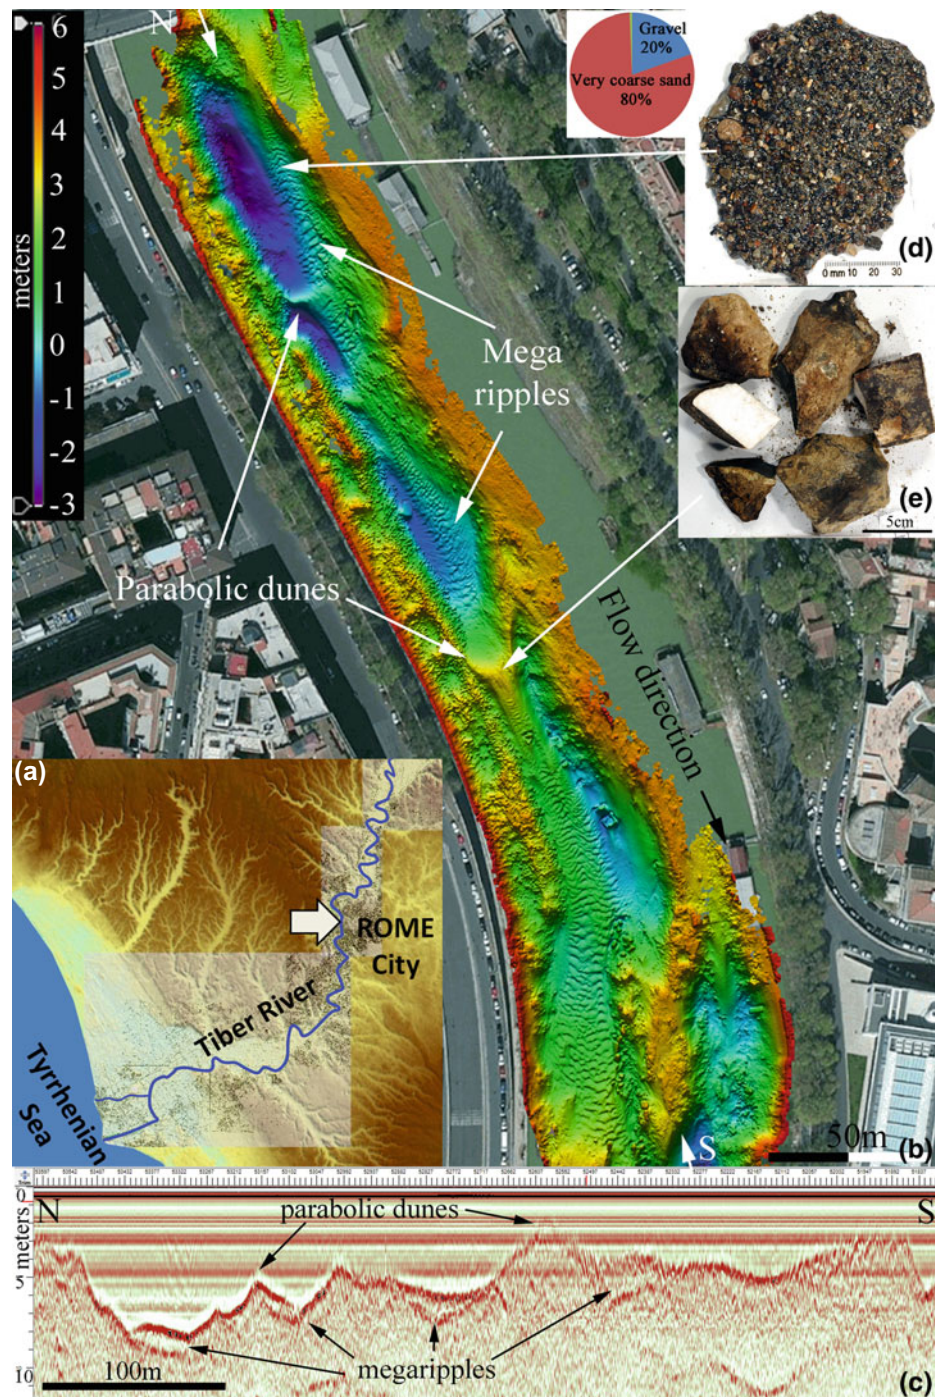 N
6
5
4
3
2
1
0
-1
-2
-3
meters
Gravel
20%
Very coarse sand
80%
(d)
0 mm 10 20 30
Mega
ripples
(e)
5cm
Parabolic dunes
Flow direction
(a)
ROME
City
Tiber River
Tyrrhenian
Sea
S
50m
(b)
0
N
parabolic dunes
S
meters
5
megaripples
10
100m
(c)